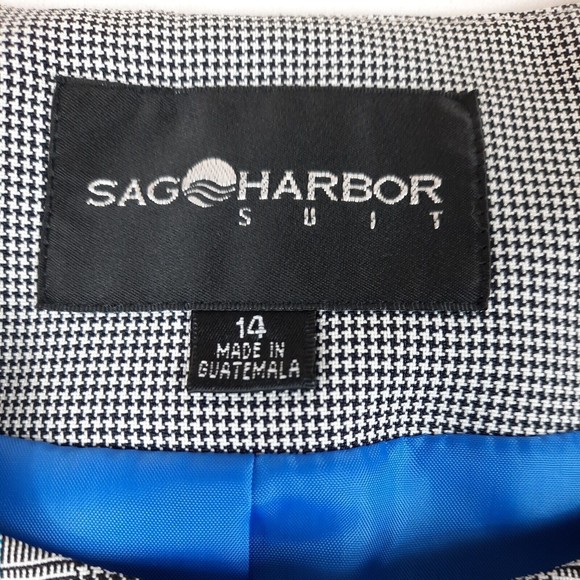 SAG HARBOR
SUIT
14
MADE IN
GUATEMALA